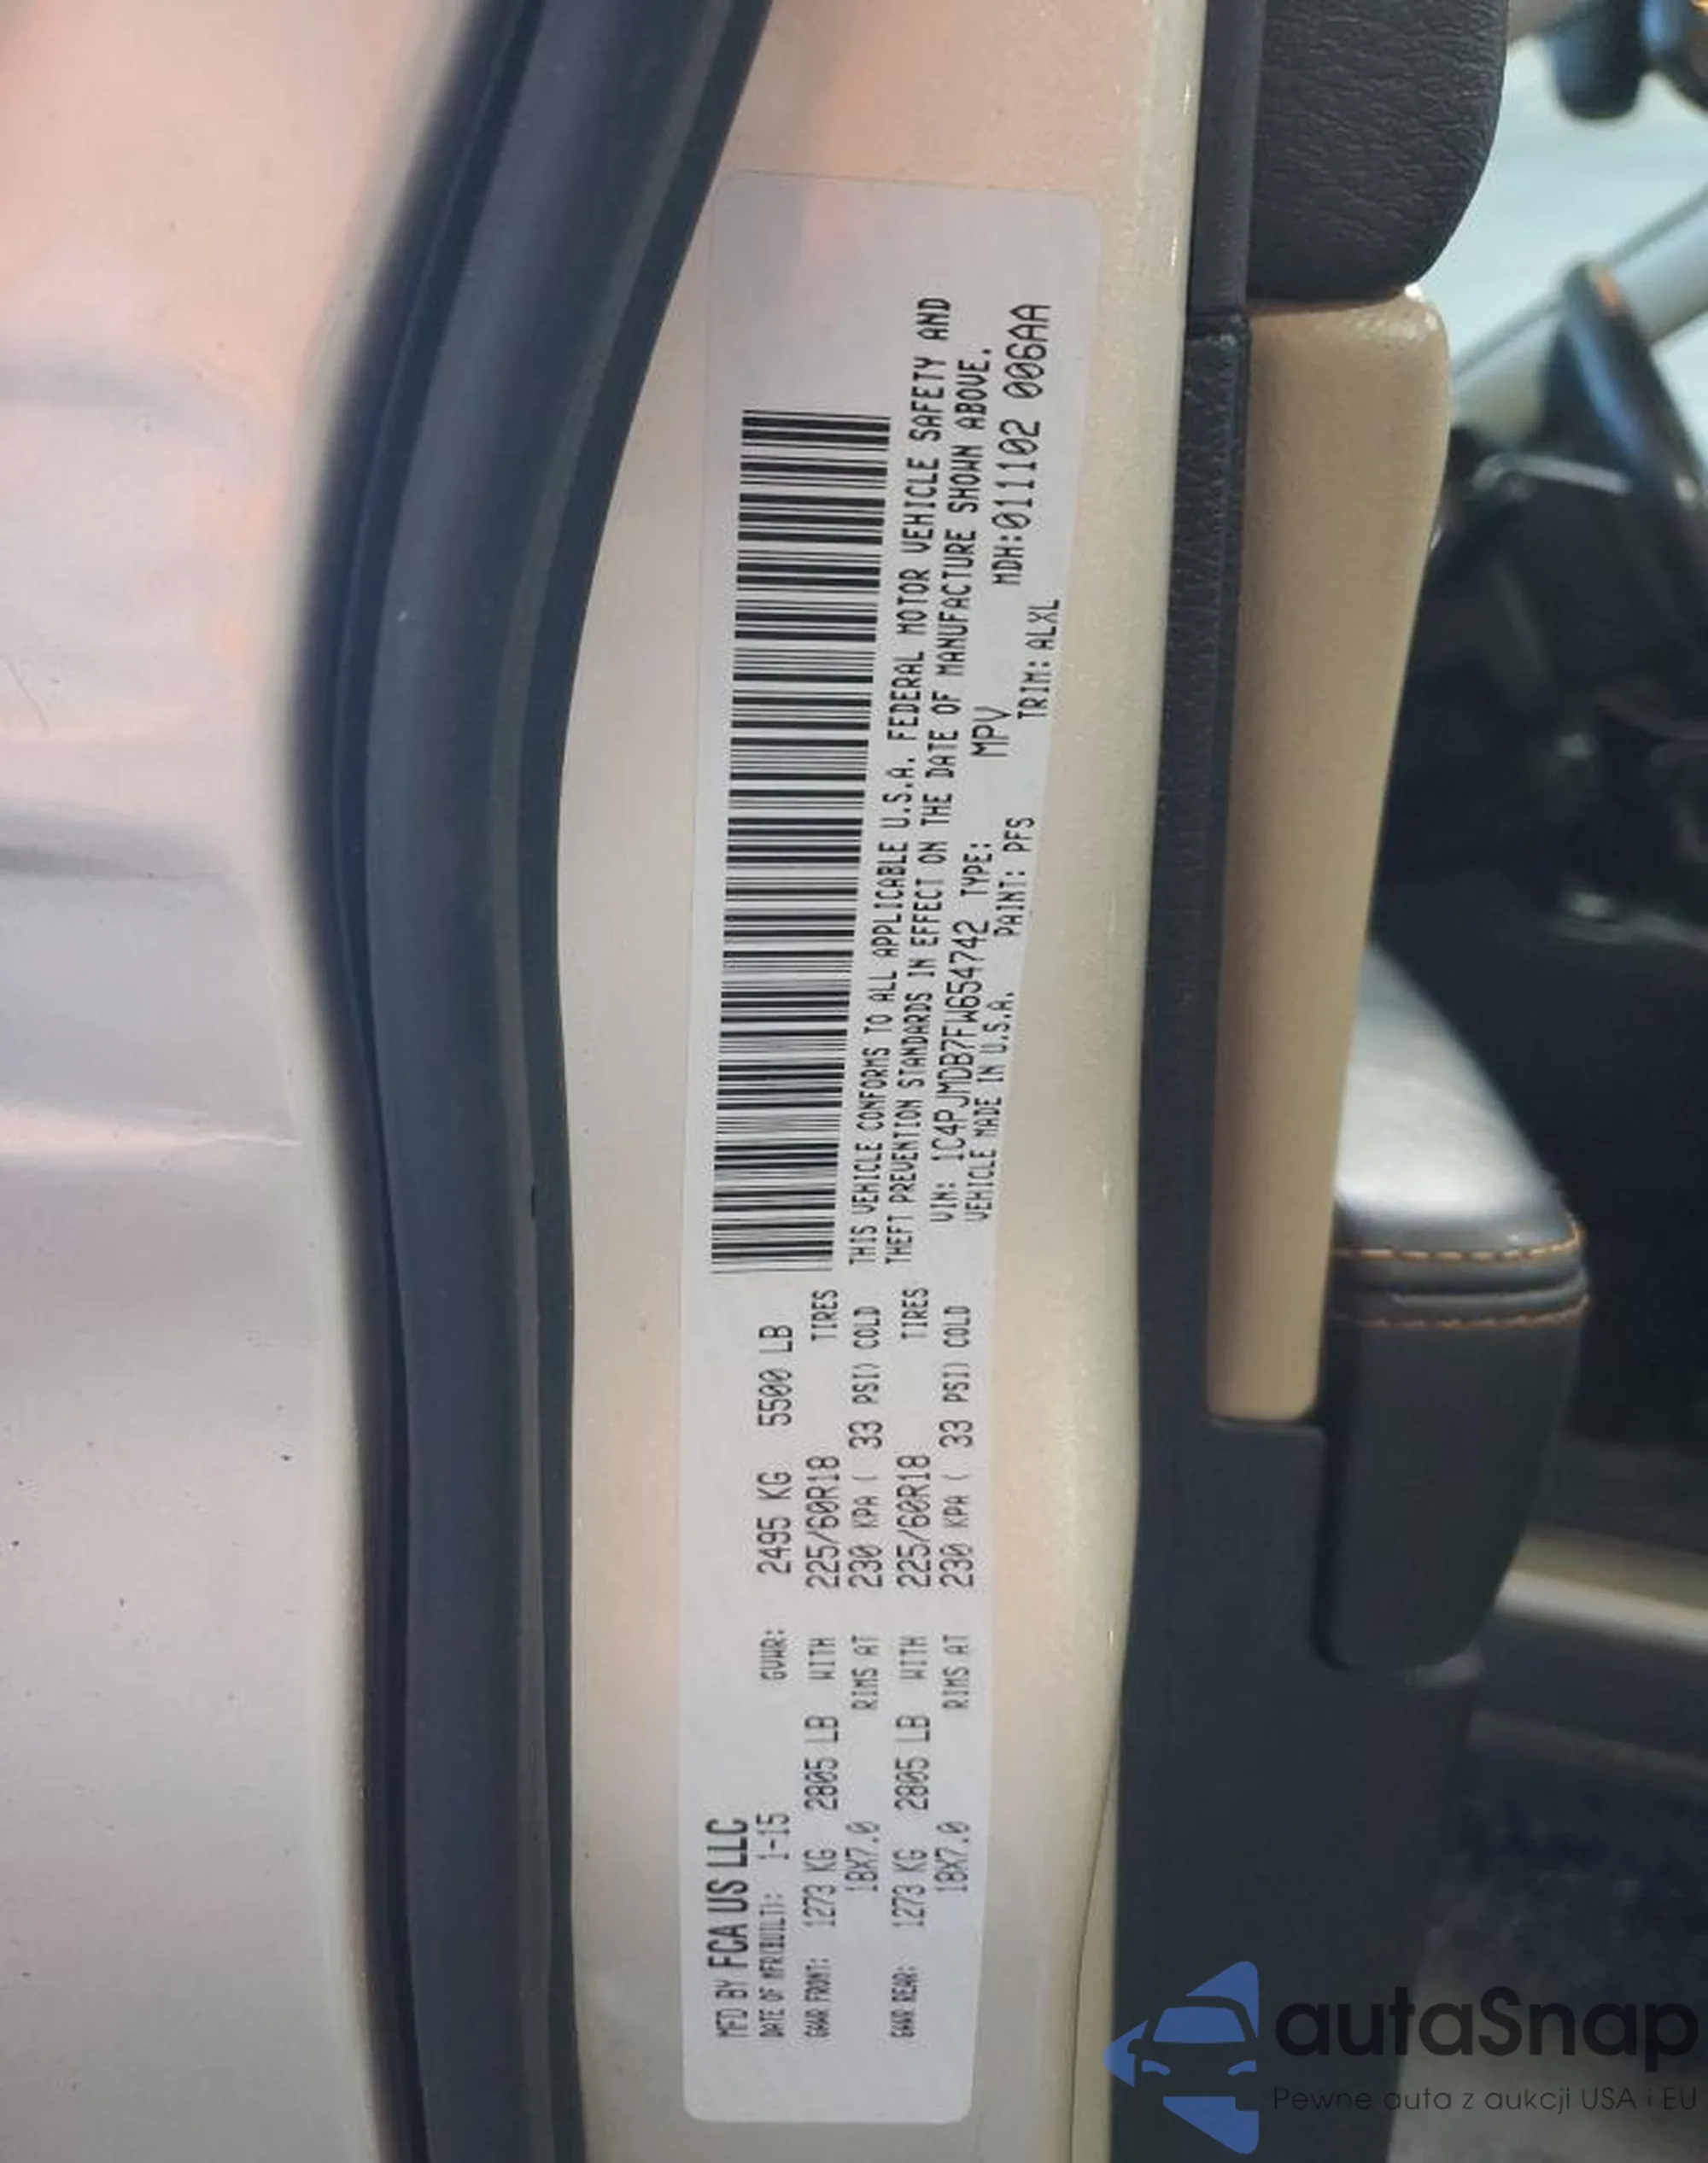 MFD BY FCA US LLC
DATE OF MFR(BUILT): 1-15 GVWR: 2495 KG 5500 LB
GAWR FRONT: 1273 KG 2805 LB WITH 225/60R18 TIRES
18X7.0 RIMS AT 230 KPA ( 33 PSI) COLD
GAWR REAR: 1273 KG 2805 LB WITH 225/60R18 TIRES
18X7.0 RIMS AT 230 KPA ( 33 PSI) COLD
THIS VEHICLE CONFORMS TO ALL APPLICABLE U.S.A. FEDERAL MOTOR VEHICLE SAFETY AND
THEFT PREVENTION STANDARDS IN EFFECT ON THE DATE OF MANUFACTURE SHOWN ABOVE.
VIN: 1C4PJMDB7FW654742 TYPE: MPV MDH:011102 006AA
VEHICLE MADE IN U.S.A. PAINT: PFS TRIM: ALXL
autaSnap
Pewne auta z aukcji USA i EU